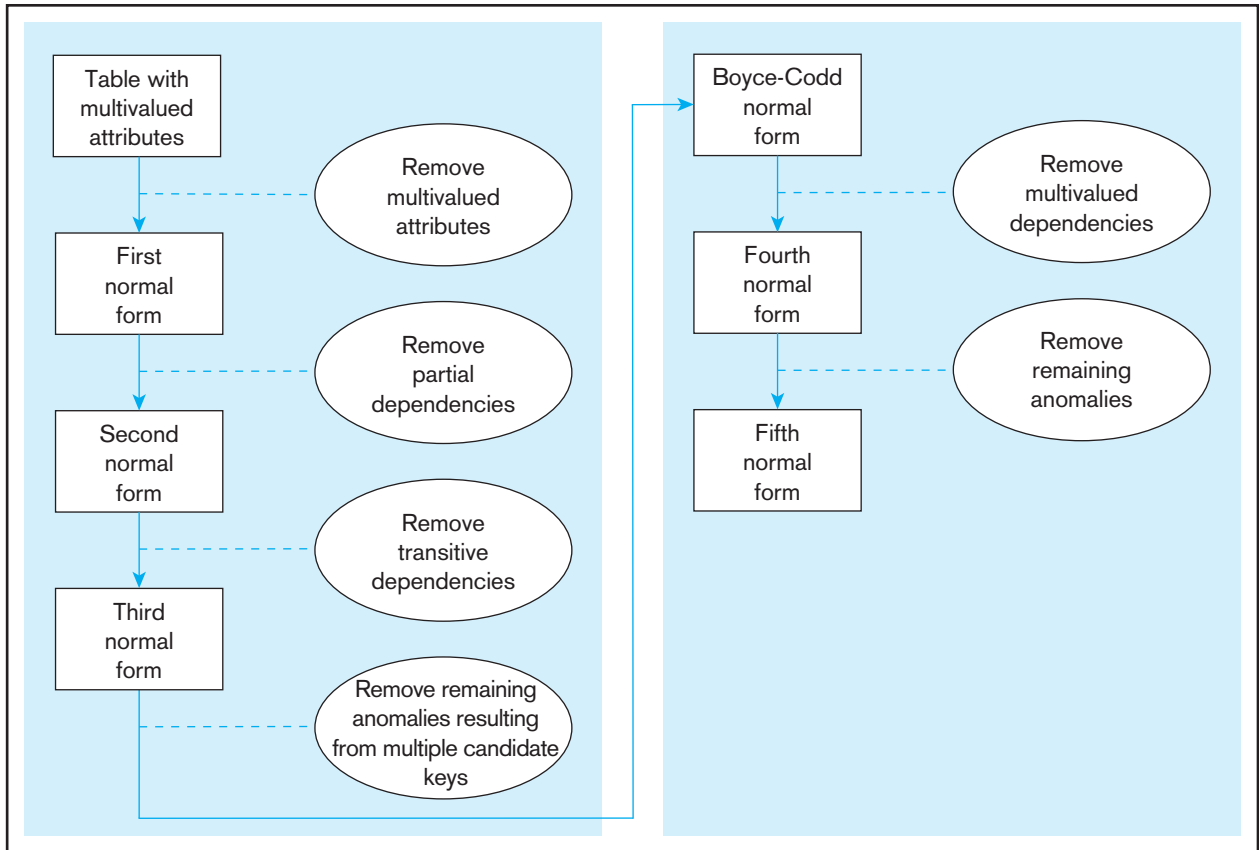 Table with
multivalued
attributes
Remove
multivalued
attributes
First
normal
form
Remove
partial
dependencies
Second
normal
form
Remove
transitive
dependencies
Third
normal
form
Remove remaining
anomalies resulting
from multiple candidate
keys
Boyce-Codd
normal
form
Remove
multivalued
dependencies
Fourth
normal
form
Remove
remaining
anomalies
Fifth
normal
form